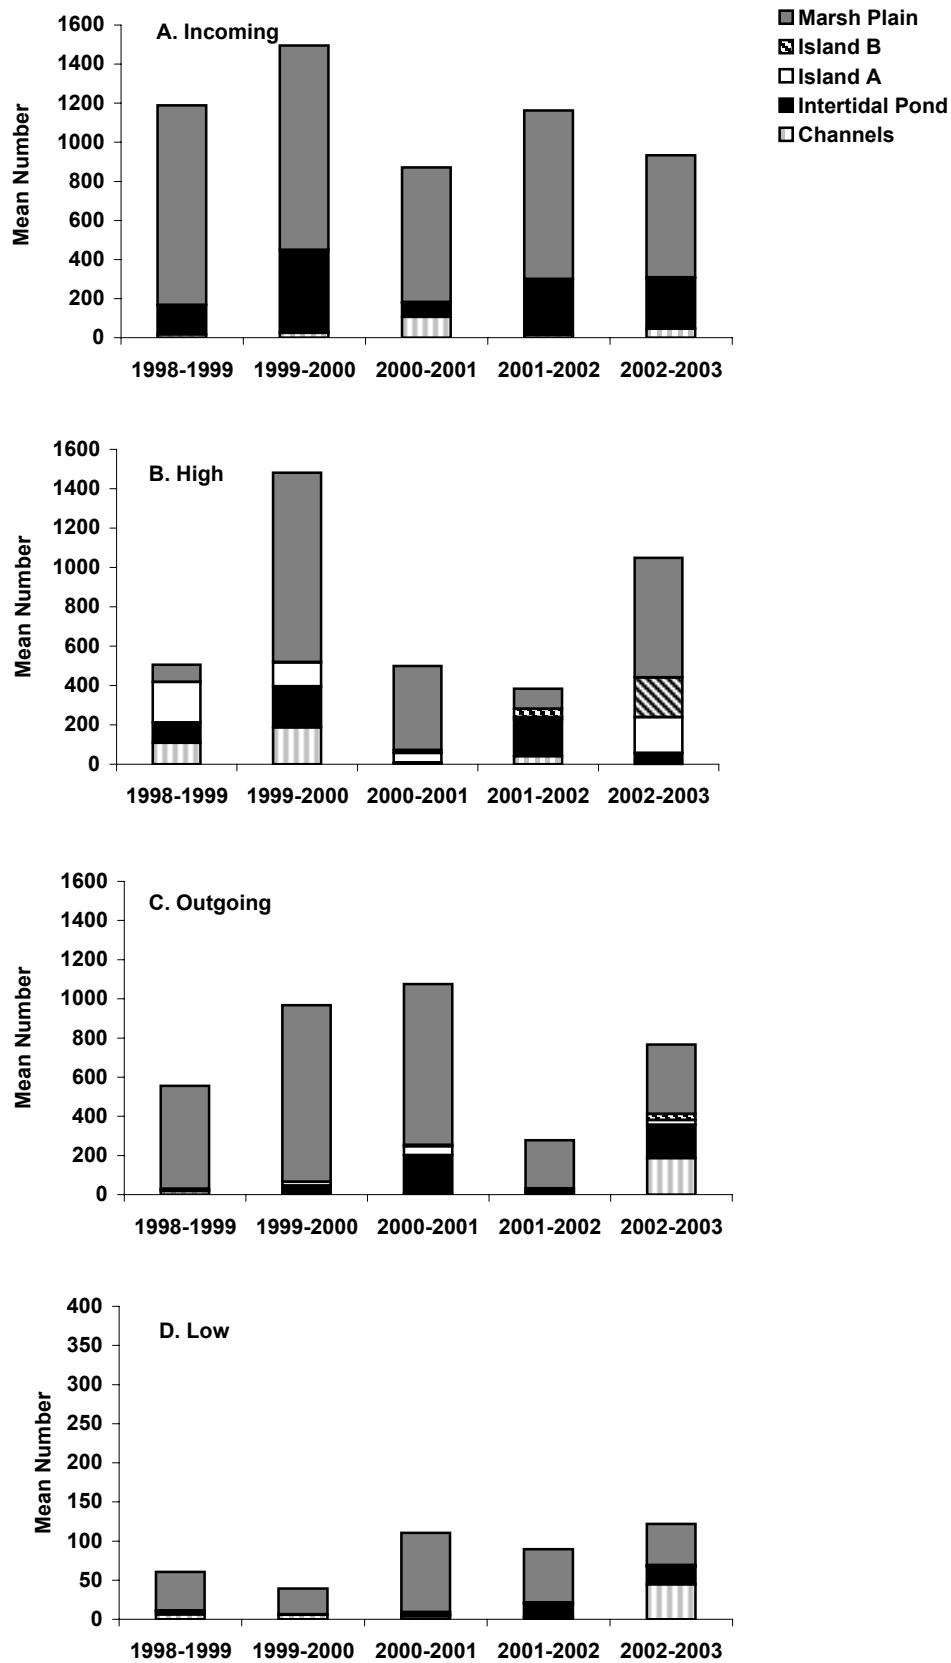 A. Incoming
Mean Number
1600
1400
1200
1000
800
600
400
200
0
1998-1999 1999-2000 2000-2001 2001-2002 2002-2003
Marsh Plain
Island B
Island A
Intertidal Pond
Channels
B. High
Mean Number
1600
1400
1200
1000
800
600
400
200
0
1998-1999 1999-2000 2000-2001 2001-2002 2002-2003
C. Outgoing
Mean Number
1600
1400
1200
1000
800
600
400
200
0
1998-1999 1999-2000 2000-2001 2001-2002 2002-2003
D. Low
Mean Number
400
350
300
250
200
150
100
50
0
1998-1999 1999-2000 2000-2001 2001-2002 2002-2003